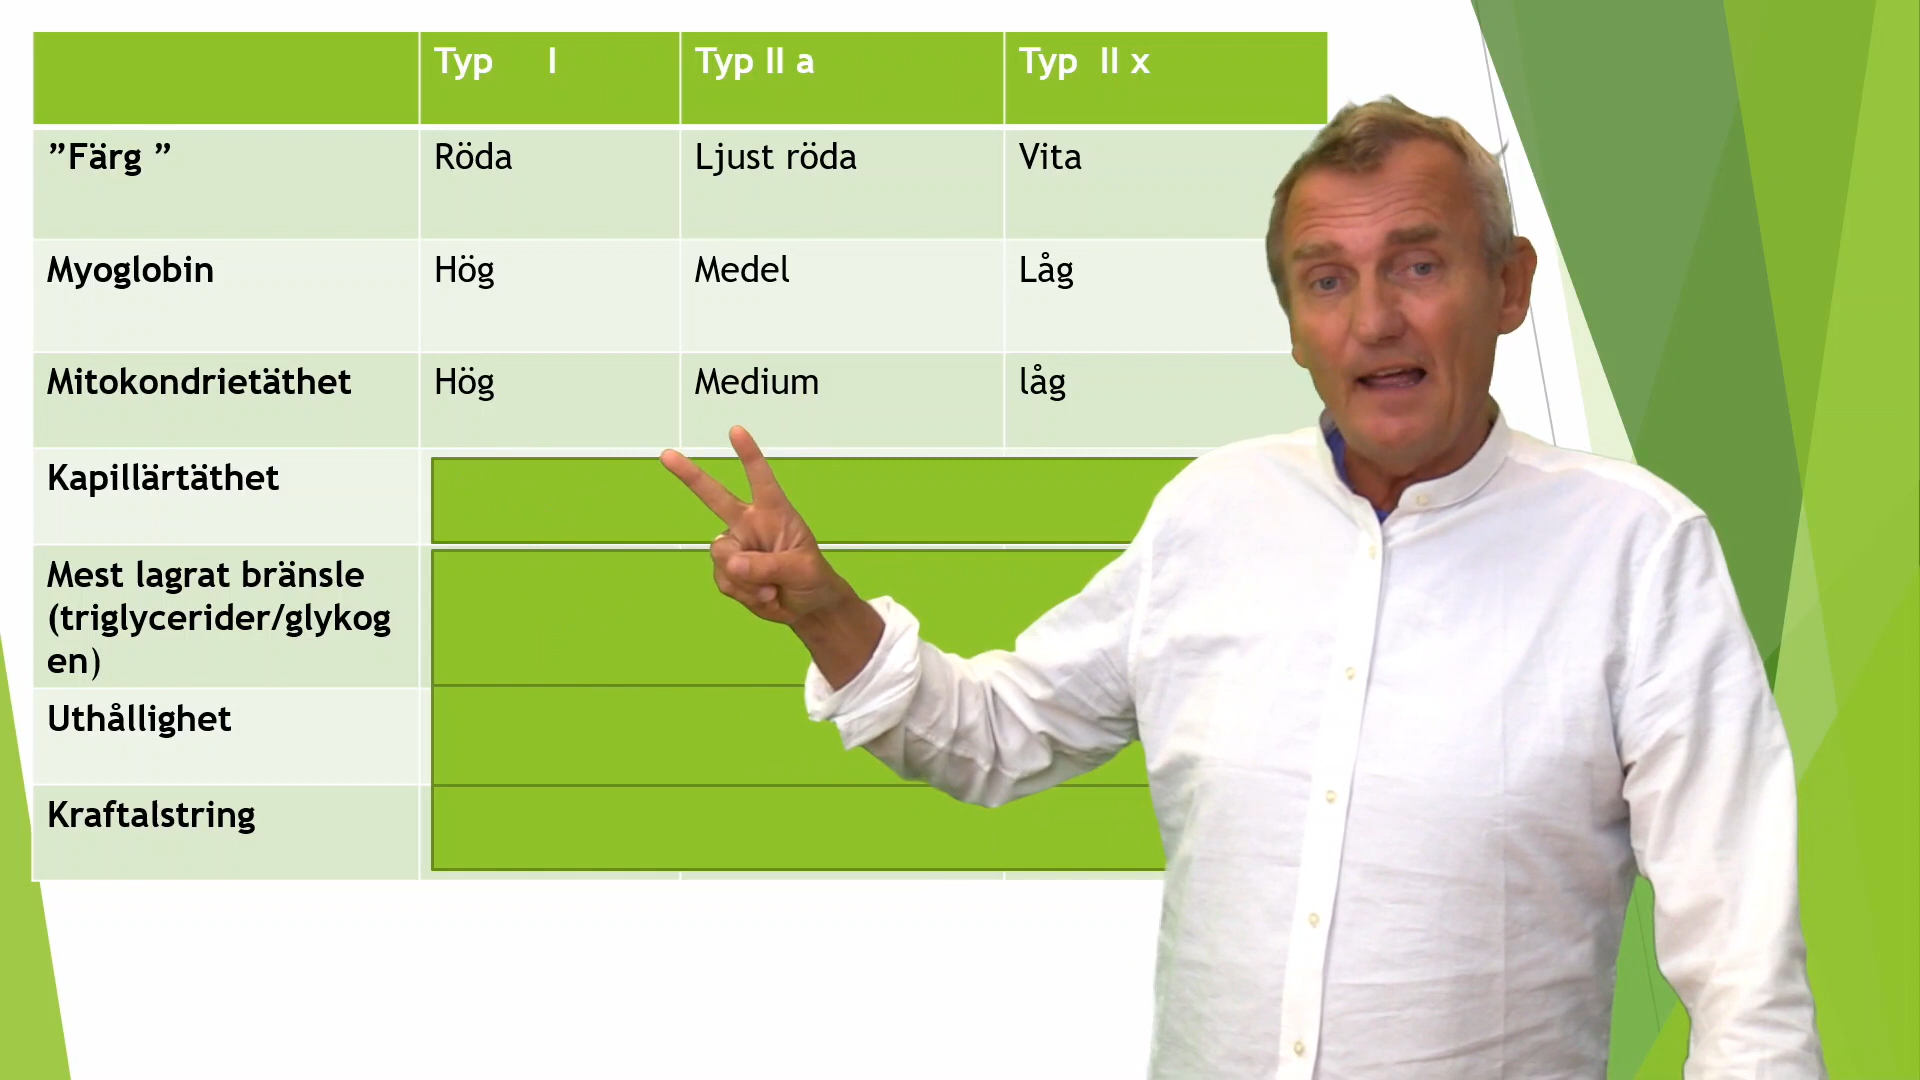 Typ I Typ II a Typ II x
”Färg ” Röda Ljust röda Vita
Myoglobin Hög Medel Låg
Mitokondrietäthet Hög Medium låg
Kapillärtäthet
Mest lagrat bränsle
(triglycerider/glykog
en)
Uthållighet
Kraftalstring